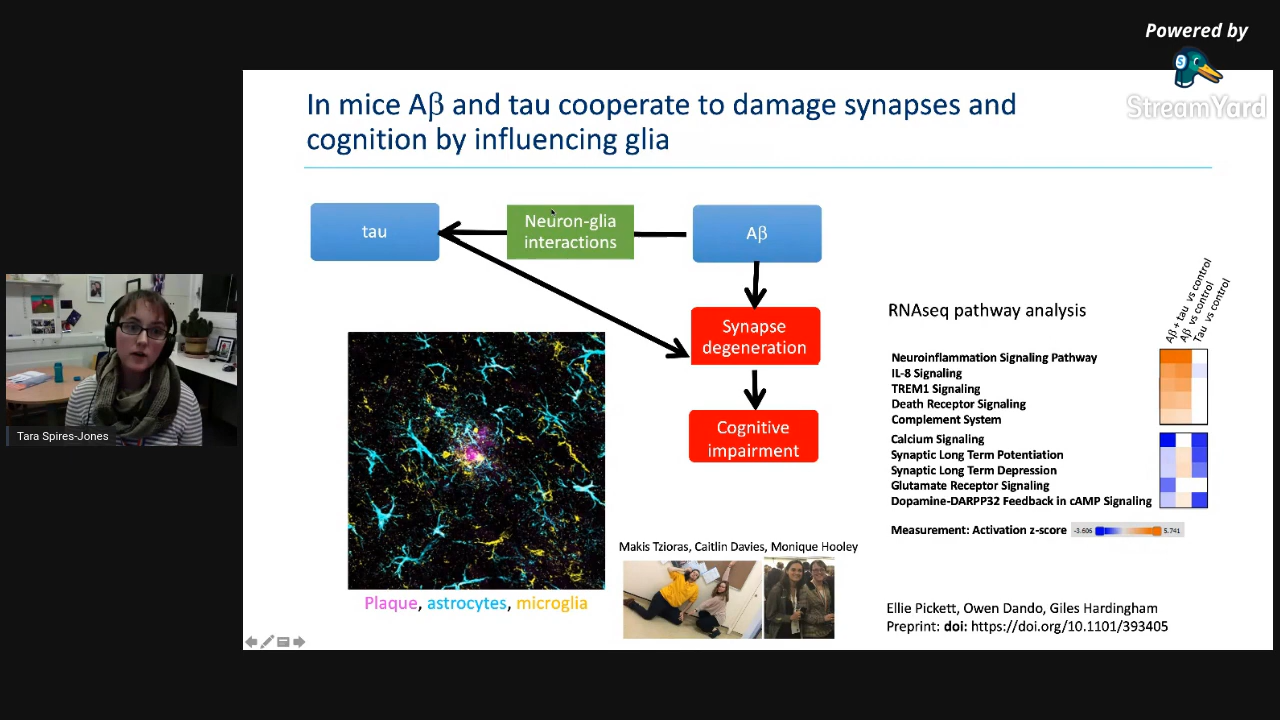 Powered by
StreamYard
In mice Aβ and tau cooperate to damage synapses and
cognition by influencing glia
tau
Neuron-glia
interactions
Aβ
Synapse
degeneration
Cognitive
impairment
Plaque, astrocytes, microglia
Makis Tzioras, Caitlin Davies, Monique Hooley
RNAseq pathway analysis
Aβ + tau vs control
Aβ vs control
Tau vs control
Neuroinflammation Signaling Pathway
IL-8 Signaling
TREM1 Signaling
Death Receptor Signaling
Complement System
Calcium Signaling
Synaptic Long Term Potentiation
Synaptic Long Term Depression
Glutamate Receptor Signaling
Dopamine-DARPP32 Feedback in cAMP Signaling
Measurement: Activation z-score -3.606 5.741
Ellie Pickett, Owen Dando, Giles Hardingham
Preprint: doi: https://doi.org/10.1101/393405
Tara Spires-Jones